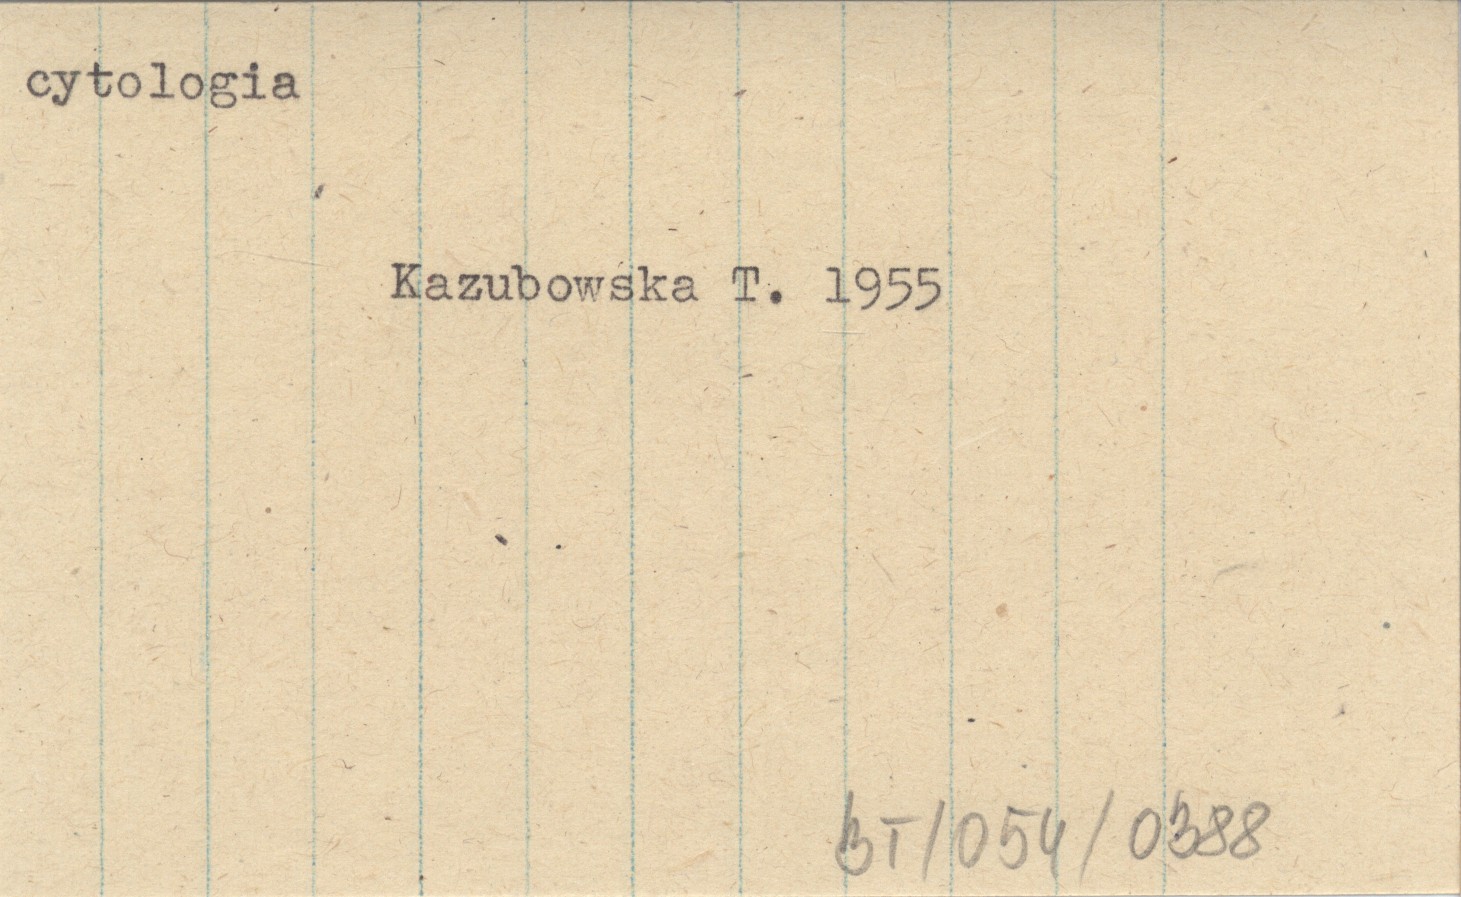 cytologia
Kazubowska T. 1955
BT/054/0388